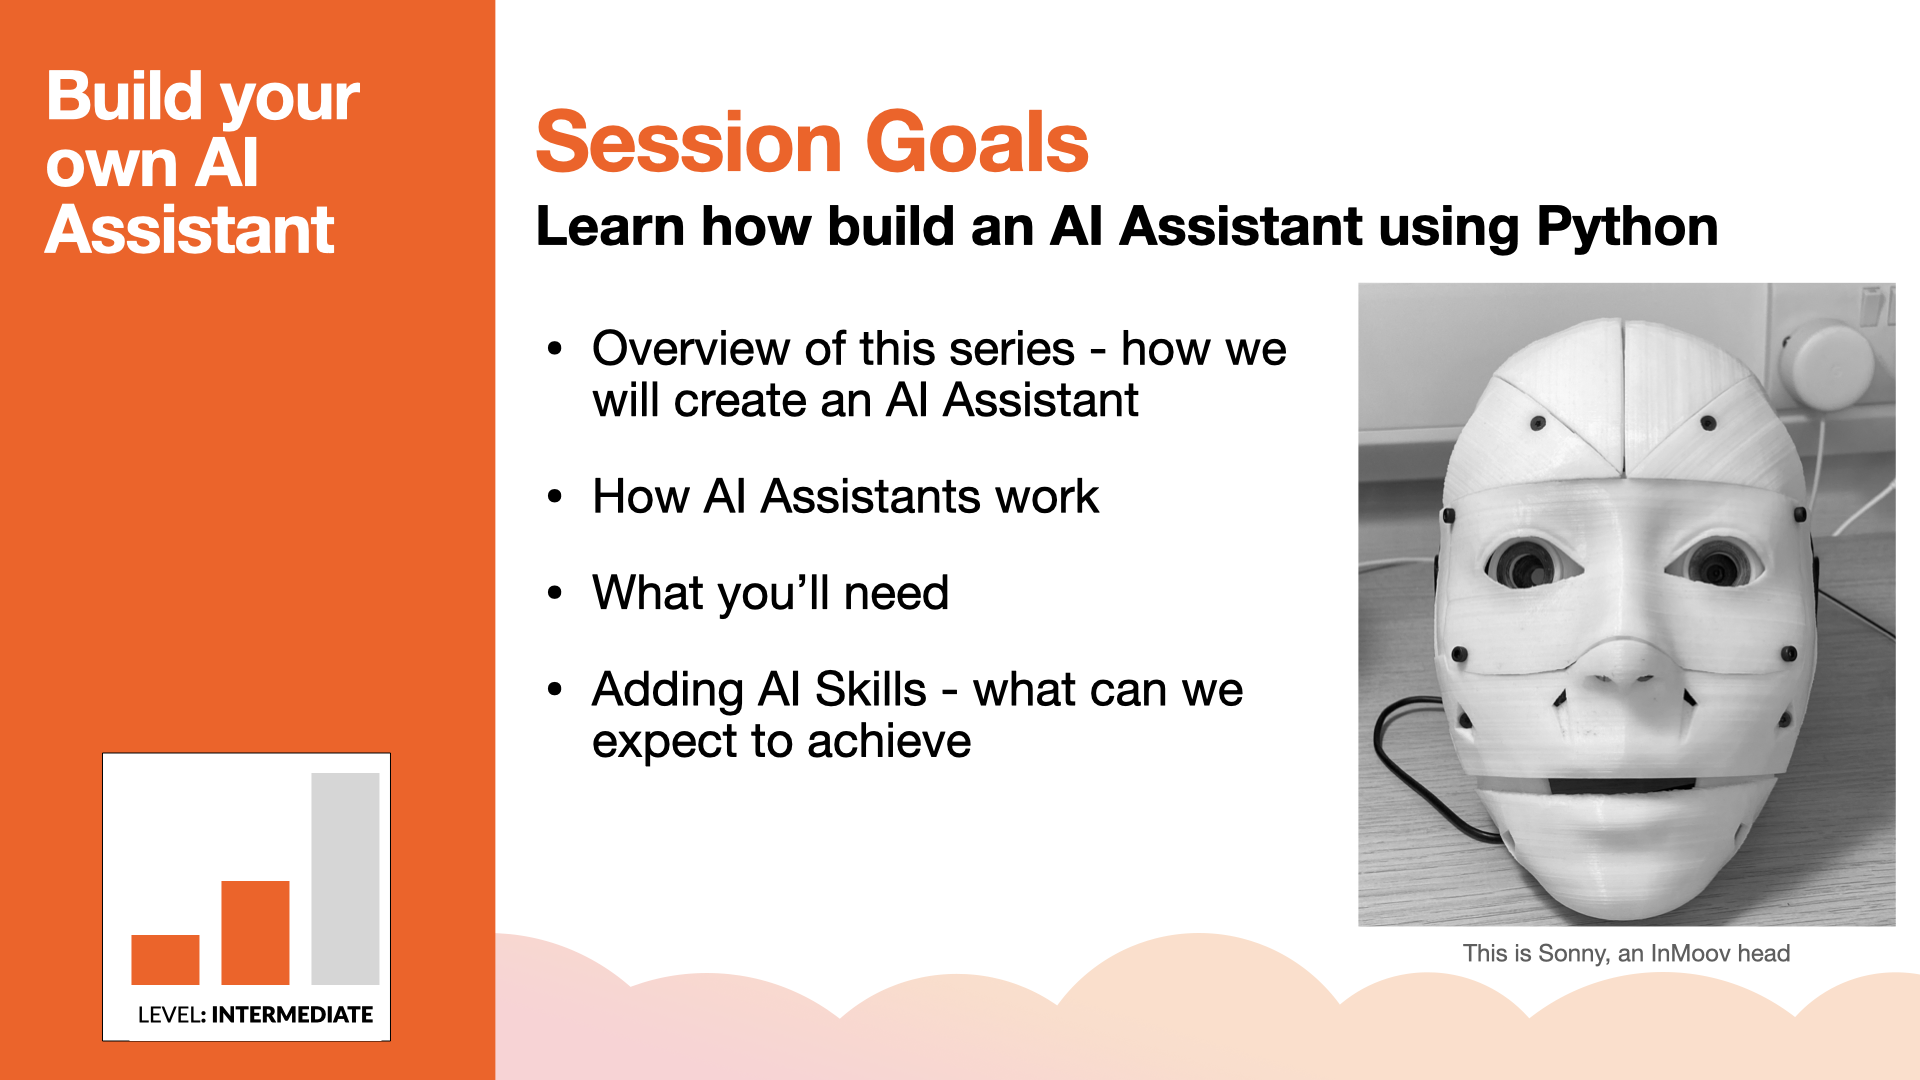 Build your
own AI
Assistant
Session Goals
Learn how build an AI Assistant using Python
• Overview of this series - how we
will create an AI Assistant
• How AI Assistants work
• What you’ll need
• Adding AI Skills - what can we
expect to achieve
This is Sonny, an InMoov head
LEVEL: INTERMEDIATE